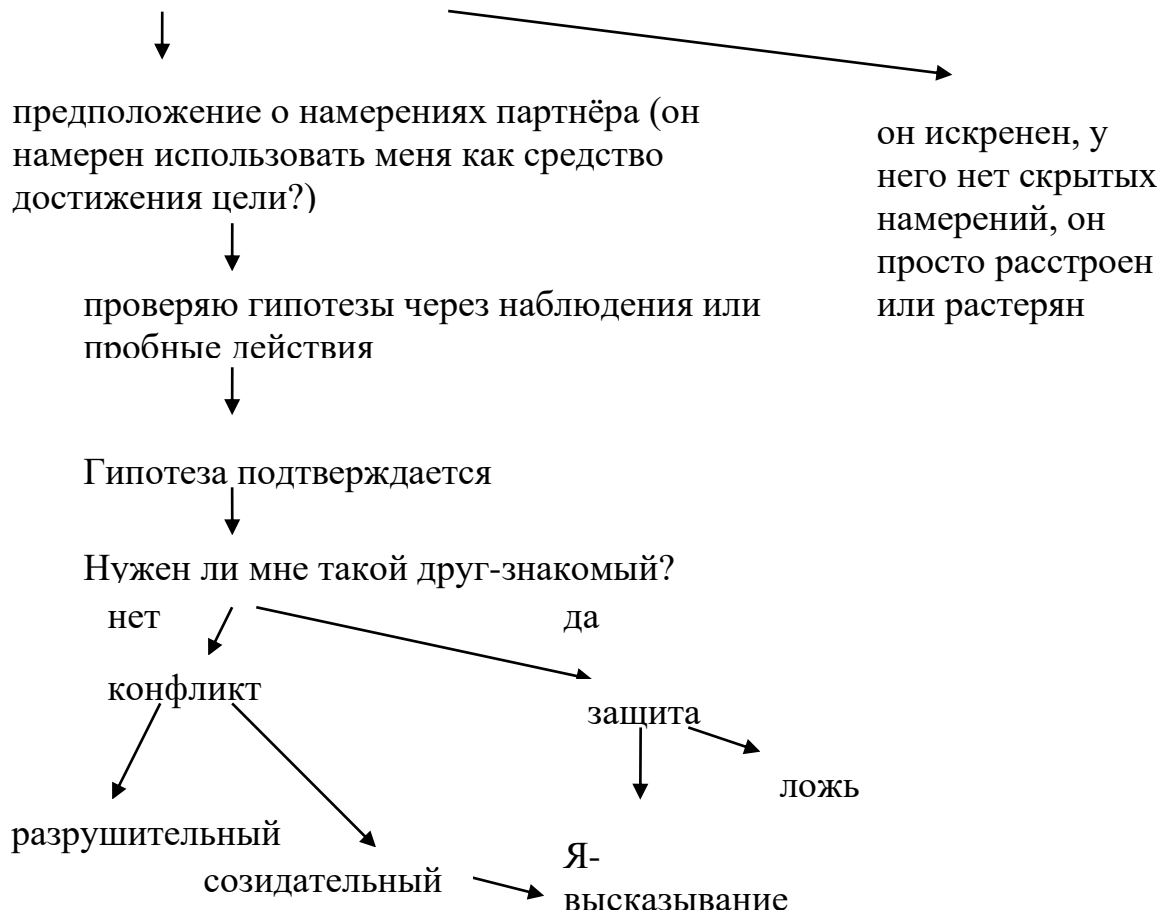 предположение о намерениях партнёра (он
намерен использовать меня как средство
достижения цели?)
он искренен, у
него нет скрытых
намерений, он
просто расстроен
или растерян
проверяю гипотезы через наблюдения или
пробные действия
Гипотеза подтверждается
Нужен ли мне такой друг-знакомый?
нет
да
конфликт
защита
ложь
разрушительный
созидательный
Я-
высказывание